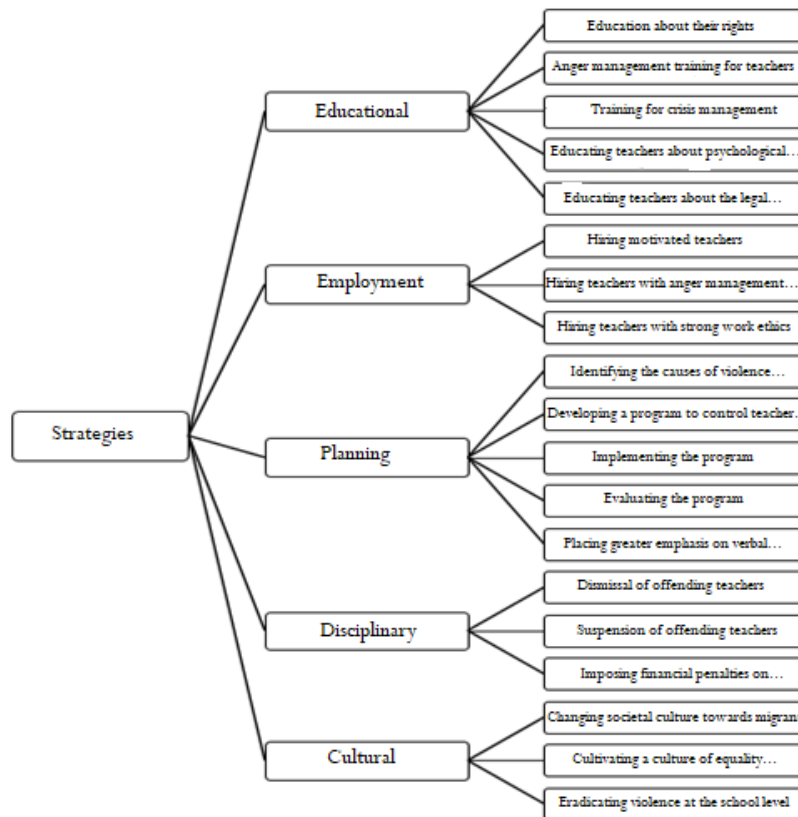 Strategies
Educational
Education about their rights
Anger management training for teachers
Training for crisis management
Educating teachers about psychological...
Educating teachers about the legal...
Employment
Hiring motivated teachers
Hiring teachers with anger management...
Hiring teachers with strong work ethics
Planning
Identifying the causes of violence...
Developing a program to control teacher..
Implementing the program
Evaluating the program
Placing greater emphasis on verbal...
Disciplinary
Dismissal of offending teachers
Suspension of offending teachers
Imposing financial penalties on...
Cultural
Changing societal culture towards migran
Cultivating a culture of equality...
Eradicating violence at the school level